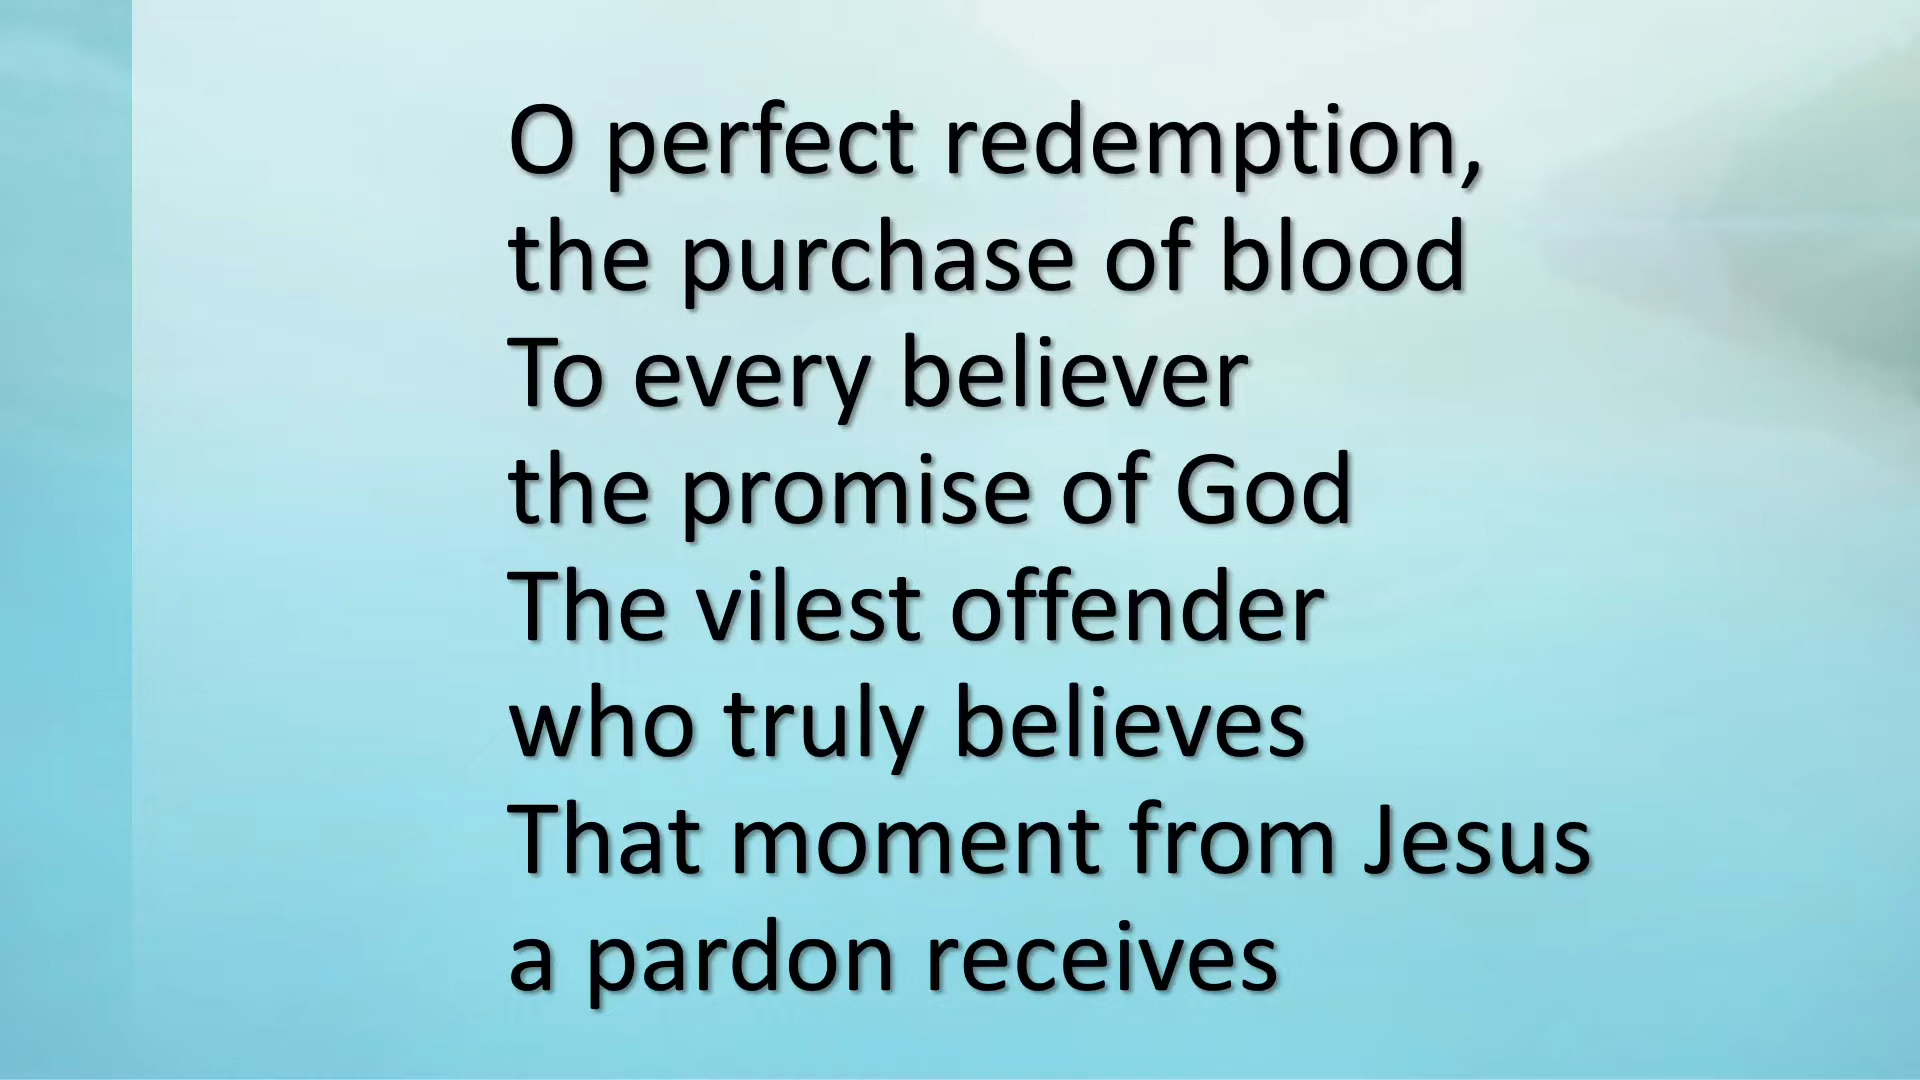 O perfect redemption,
the purchase of blood
To every believer
the promise of God
The vilest offender
who truly believes
That moment from Jesus
a pardon receives